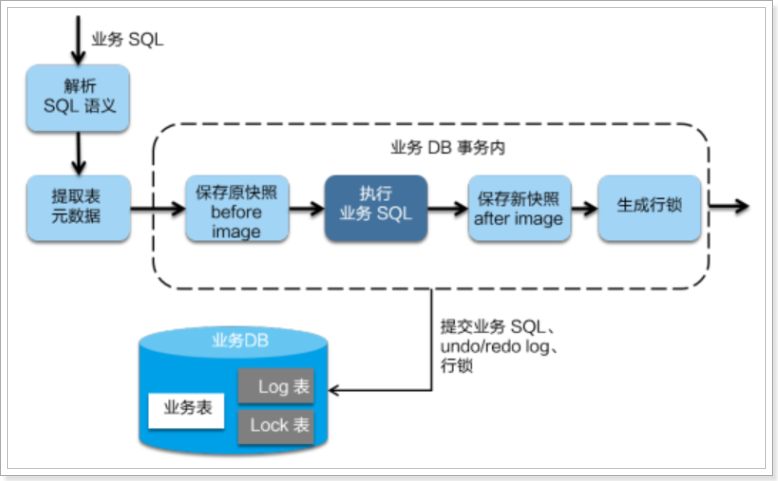 业务 SQL
解析
SQL 语义
业务 DB 事务内
提取表
元数据
保存原快照
before
image
执行
业务 SQL
保存新快照
after image
生成行锁
提交业务 SQL、
undo/redo log、
行锁
业务DB
业务表
Log 表
Lock 表